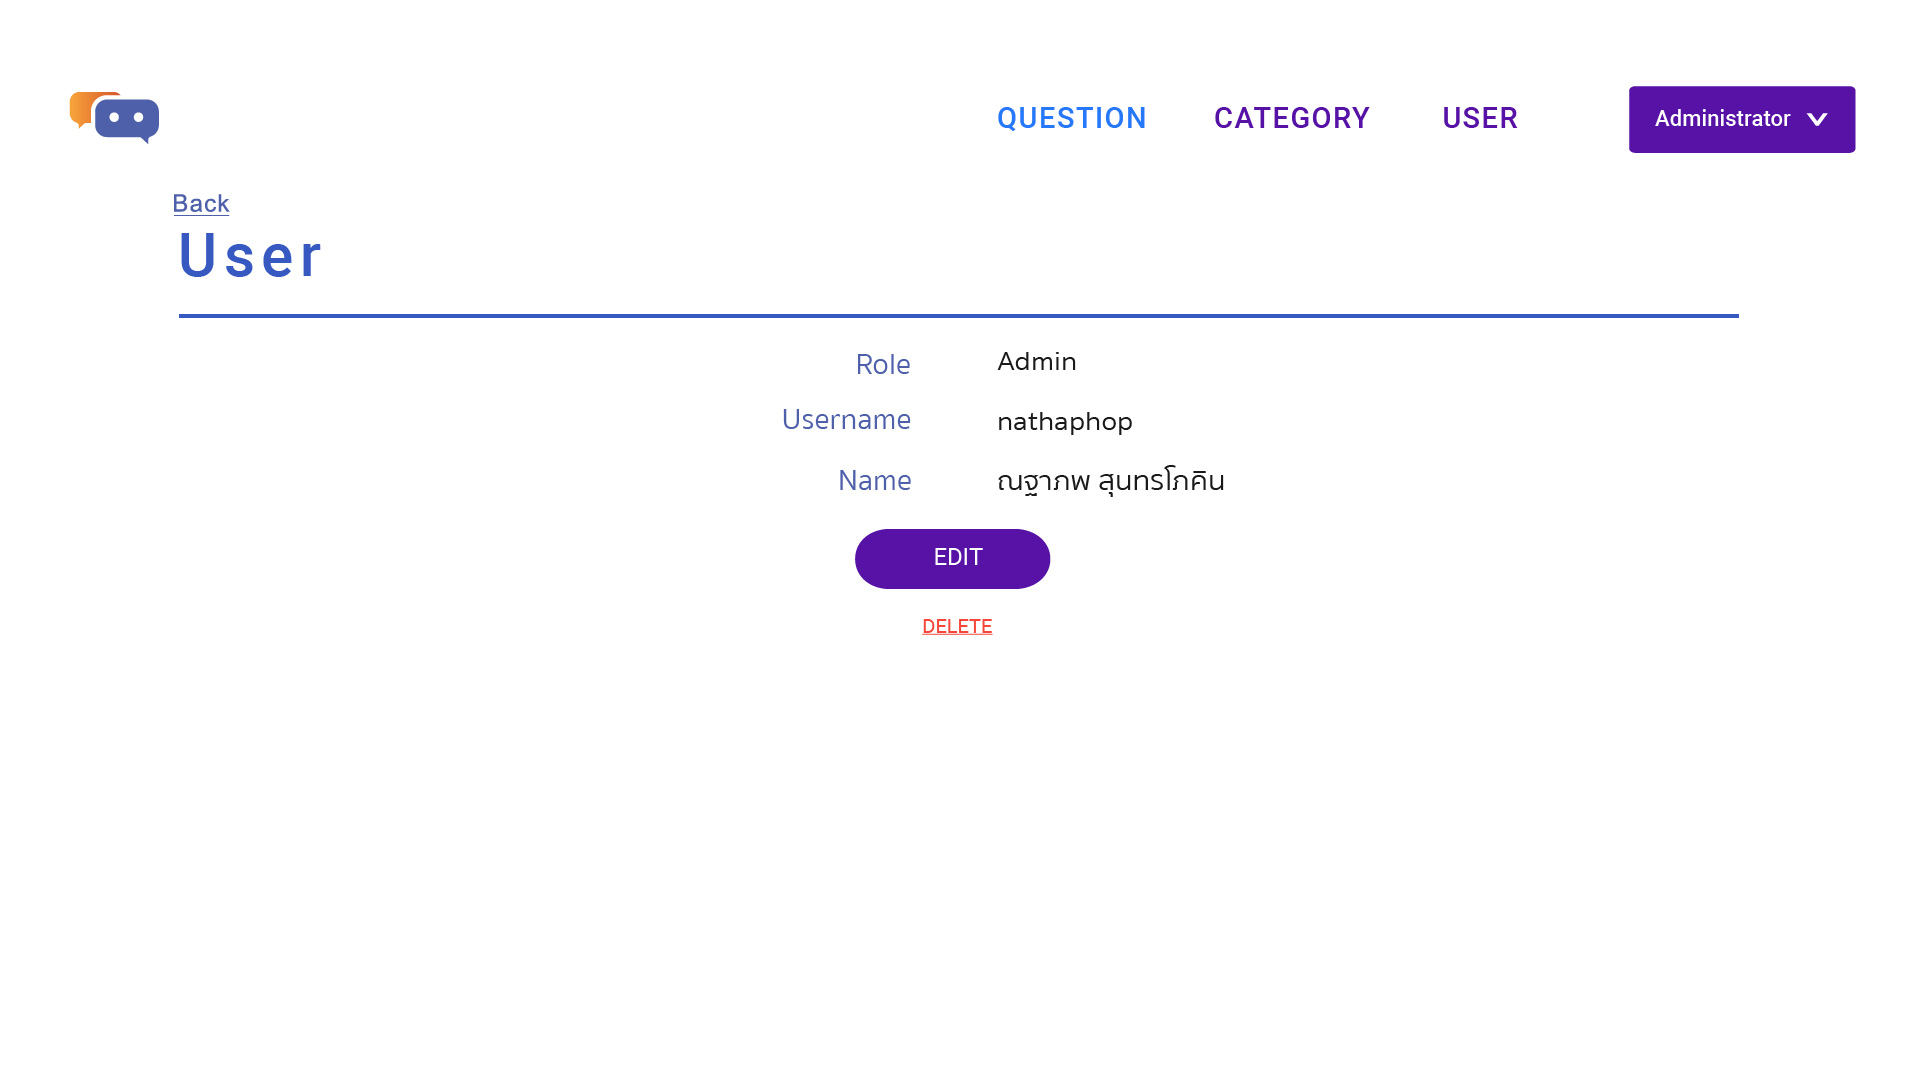 QUESTION CATEGORY USER Administrator
Back
User
Role Admin
Username nathaphop
Name ณฐาภพ สุนทรโภคิน
EDIT
DELETE